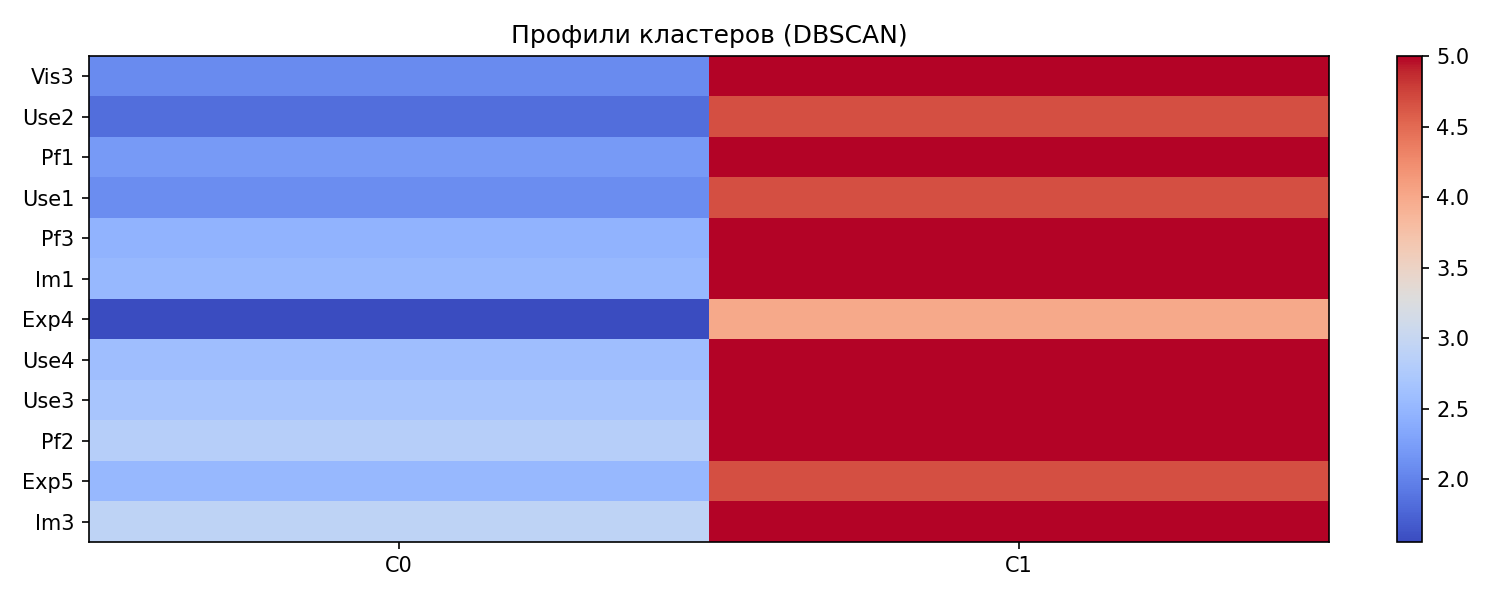 Профили кластеров (DBSCAN)
Vis3
Use2
Pf1
Use1
Pf3
Im1
Exp4
Use4
Use3
Pf2
Exp5
Im3
C0
C1
5.0
4.5
4.0
3.5
3.0
2.5
2.0